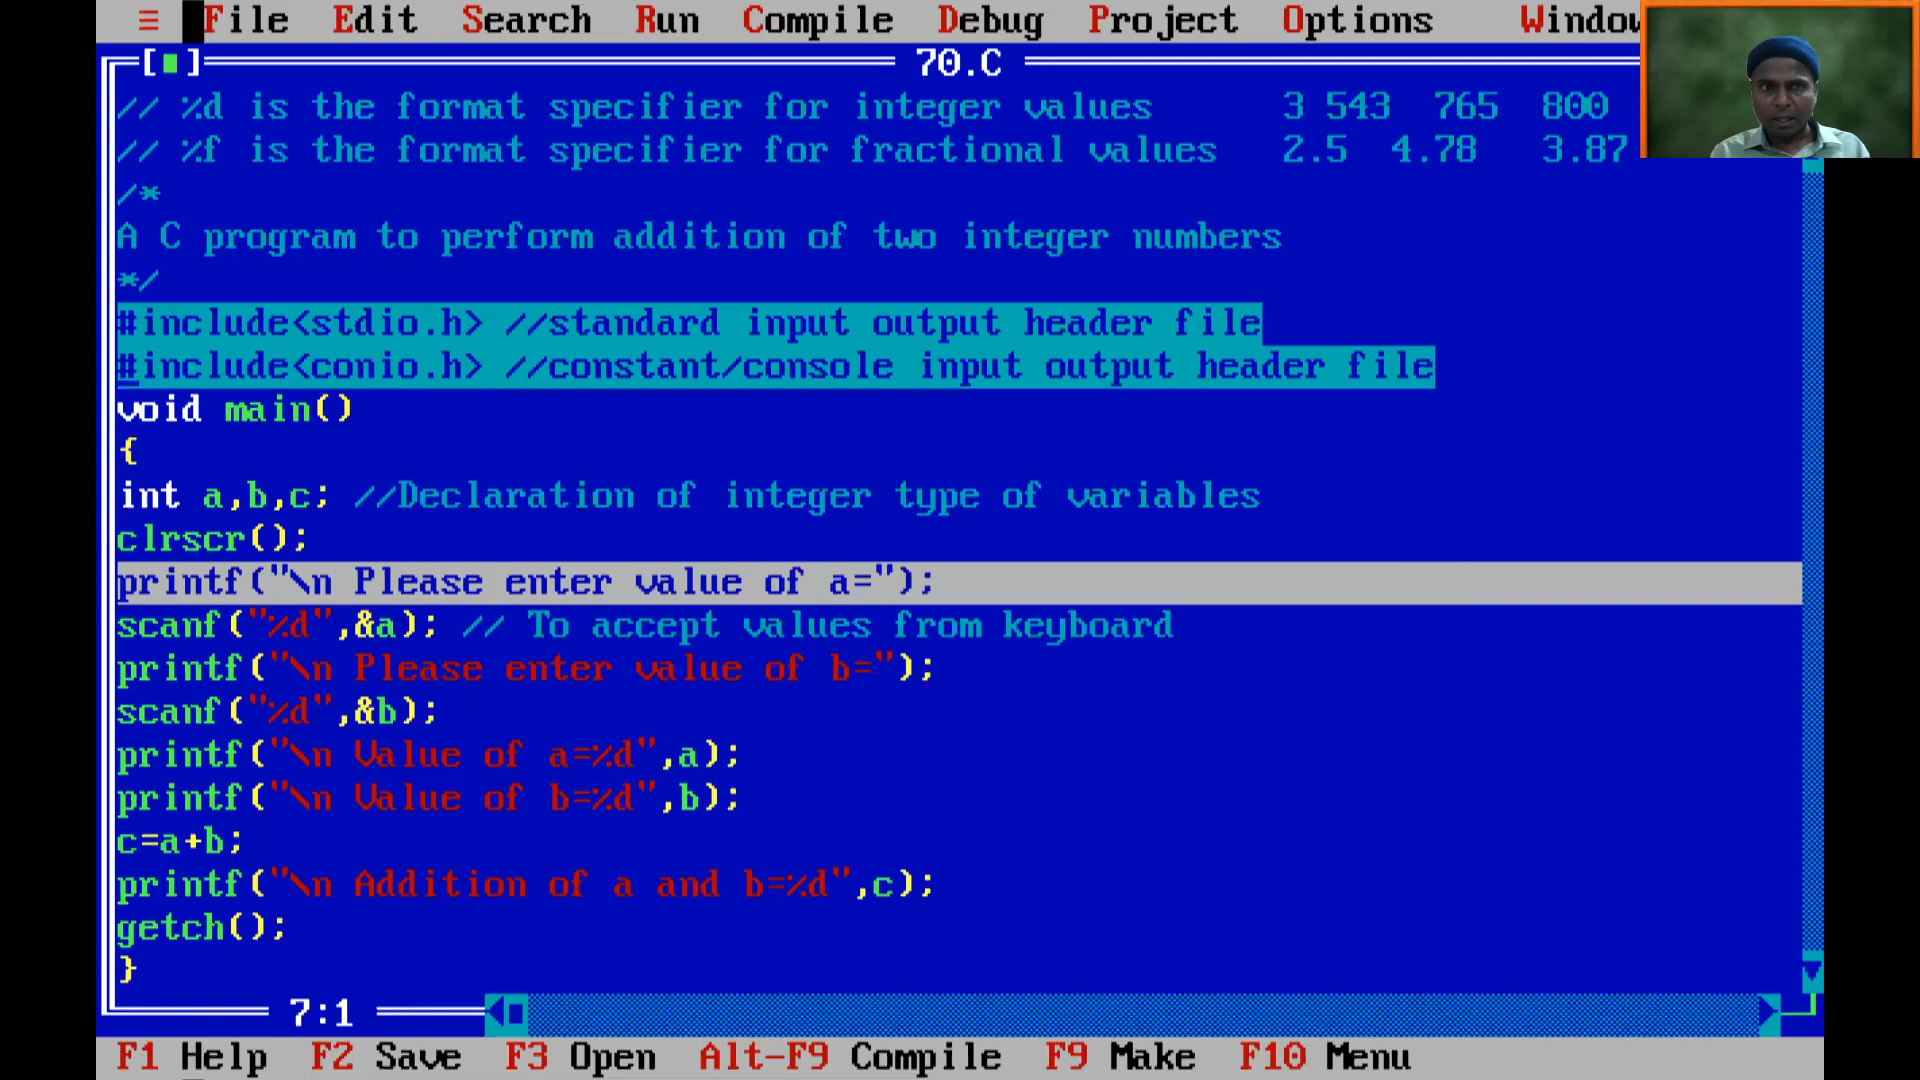 ≡ File Edit Search Run Compile Debug Project Options Window
[■] 70.C
// %d is the format specifier for integer values 3 543 765 800
// %f is the format specifier for fractional values 2.5 4.78 3.87
/*
A C program to perform addition of two integer numbers
*/
#include<stdio.h> //standard input output header file
#include<conio.h> //constant/console input output header file
void main()
{
int a,b,c; //Declaration of integer type of variables
clrscr();
printf("\n Please enter value of a=");
scanf("%d",&a); // To accept values from keyboard
printf("\n Please enter value of b=");
scanf("%d",&b);
printf("\n Value of a=%d",a);
printf("\n Value of b=%d",b);
c=a+b;
printf("\n Addition of a and b=%d",c);
getch();
}
7:1
F1 Help F2 Save F3 Open Alt-F9 Compile F9 Make F10 Menu